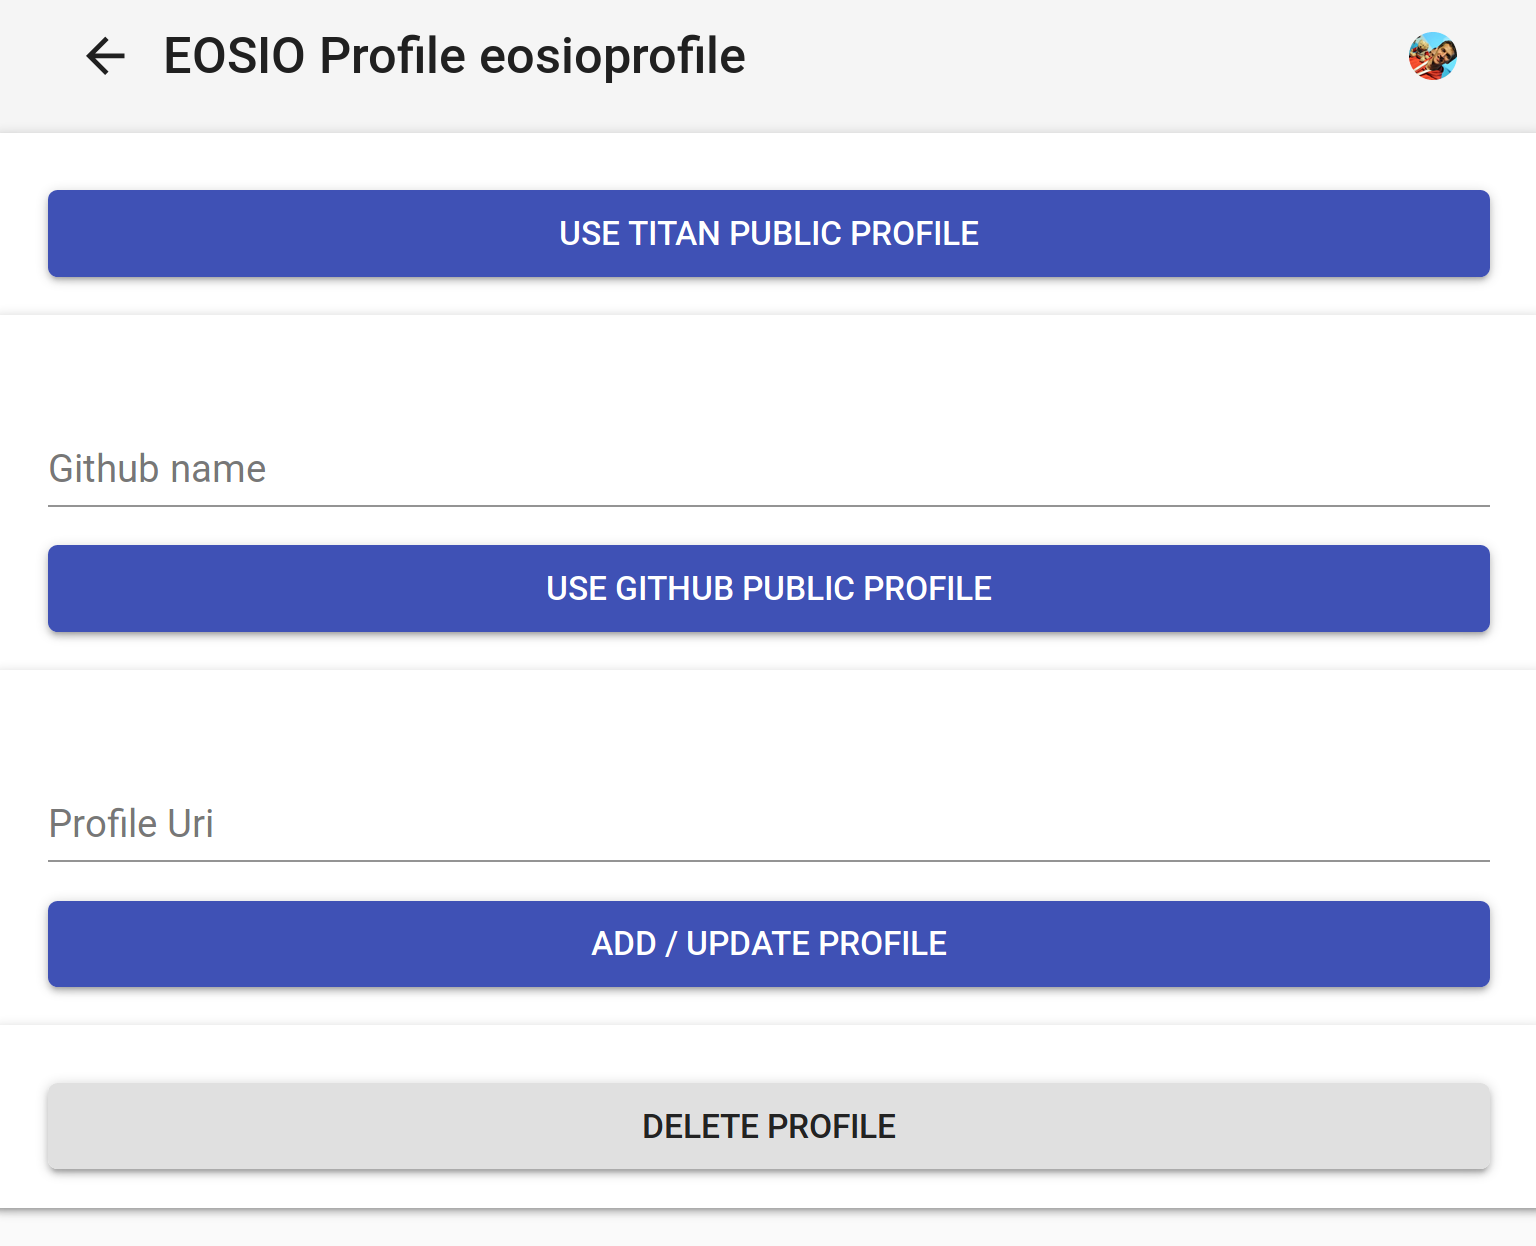 EOSIO Profile eosioprofile
USE TITAN PUBLIC PROFILE
Github name
USE GITHUB PUBLIC PROFILE
Profile Uri
ADD / UPDATE PROFILE
DELETE PROFILE